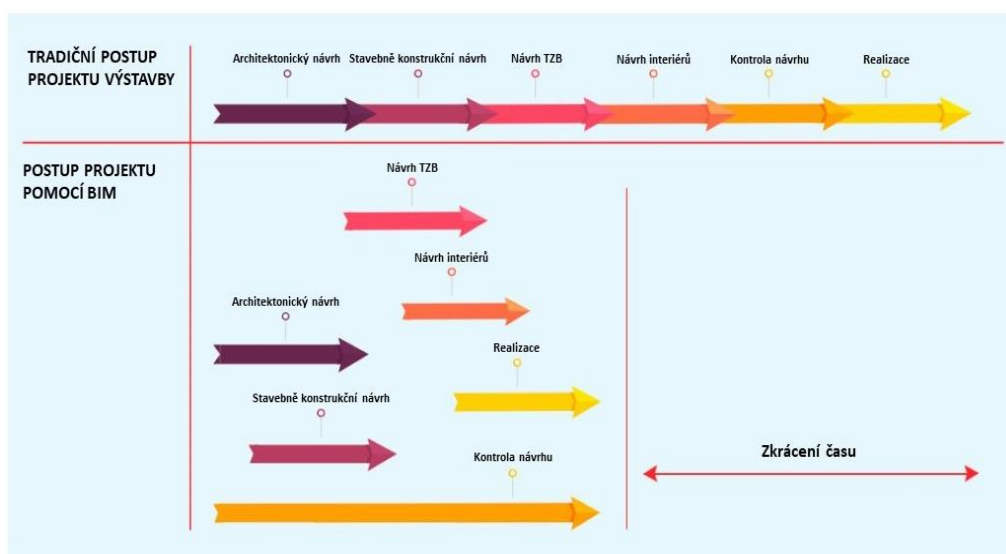 TRADIČNÍ POSTUP
PROJEKTU VÝSTAVBY
Architektonický návrh
Stavebně konstrukční návrh
Návrh TZB
Návrh interiérů
Kontrola návrhu
Realizace
POSTUP PROJEKTU
POMOCÍ BIM
Návrh TZB
Návrh interiérů
Architektonický návrh
Realizace
Stavebně konstrukční návrh
Kontrola návrhu
Zkrácení času